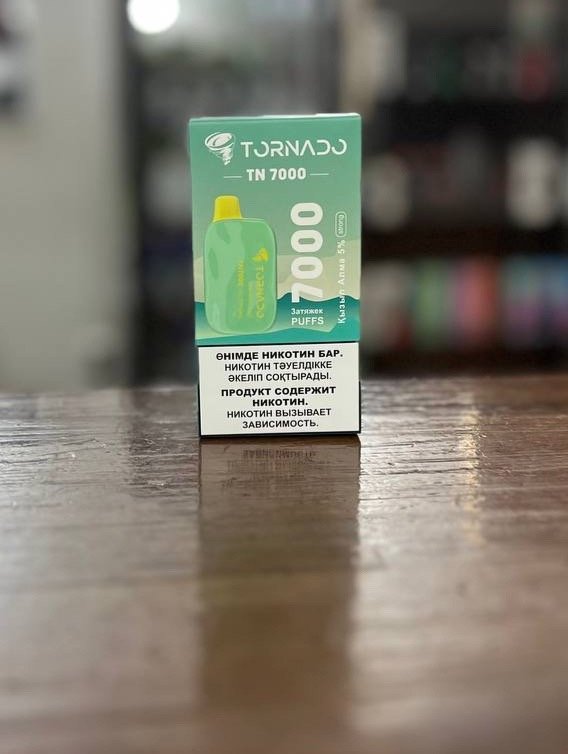 TORNADO
TN 7000
7000
Затяжек
PUFFS
Қызыл Алма 5% strong
ӨНІМДЕ НИКОТИН БАР.
НИКОТИН ТӘУЕЛДІККЕ
ӘКЕЛІП СОҚТЫРАДЫ.
ПРОДУКТ СОДЕРЖИТ
НИКОТИН.
НИКОТИН ВЫЗЫВАЕТ
ЗАВИСИМОСТЬ.